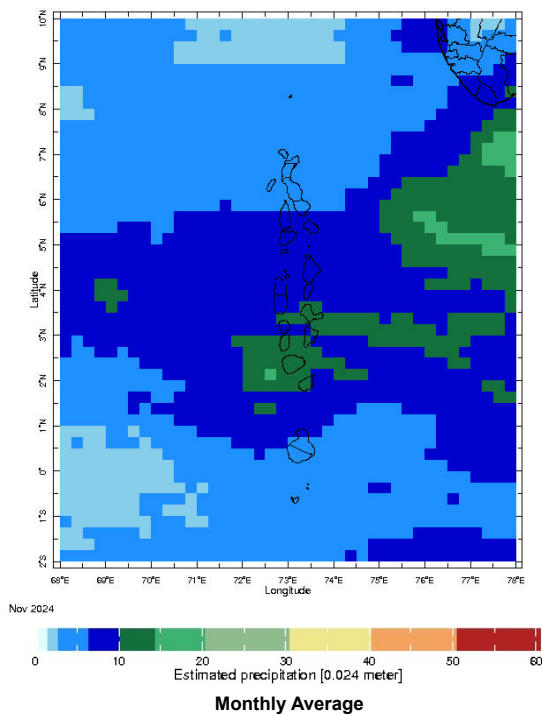 10°N
9°N
8°N
7°N
6°N
5°N
4°N
3°N
2°N
1°N
0°
1°S
2°S
Latitude
68°E 69°E 70°E 71°E 72°E 73°E 74°E 75°E 76°E 77°E 78°E
Longitude
Nov 2024
0 10 20 30 40 50 60
Estimated precipitation [0.024 meter]
Monthly Average